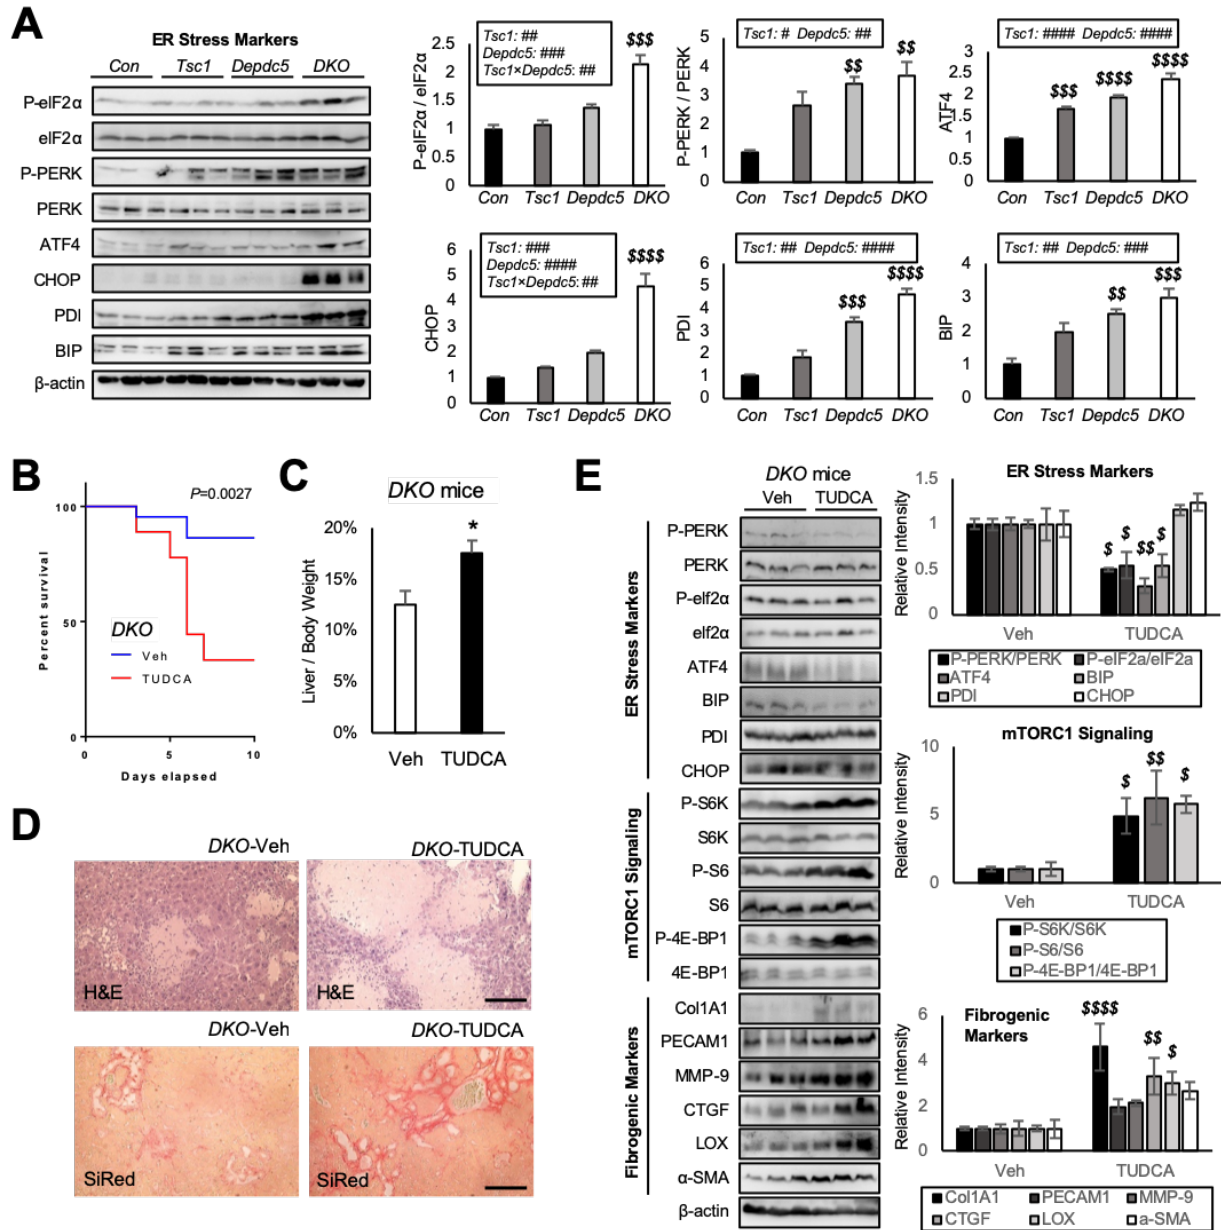 A
ER Stress Markers
Con Tsc1 Depdc5 DKO
P-eIF2α
eIF2α
P-PERK
PERK
ATF4
CHOP
PDI
BIP
β-actin
Tsc1: ##
Depdc5: ###
Tsc1×Depdc5: ##
$$$
P-eIF2α / eIF2α
2.5
2
1.5
1
0.5
0
Con Tsc1 Depdc5 DKO
Tsc1: # Depdc5: ##
$$ $$
P-PERK / PERK
5
4
3
2
1
0
Con Tsc1 Depdc5 DKO
Tsc1: #### Depdc5: ####
$$$ $$$$ $$$$
ATF4
3
2.5
2
1.5
1
0.5
0
Con Tsc1 Depdc5 DKO
Tsc1: ###
Depdc5: ####
Tsc1×Depdc5: ##
$$$$
CHOP
6
5
4
3
2
1
0
Con Tsc1 Depdc5 DKO
Tsc1: ## Depdc5: ####
$$$ $$$$
PDI
6
5
4
3
2
1
0
Con Tsc1 Depdc5 DKO
Tsc1: ## Depdc5: ###
$$ $$$
BIP
4
3
2
1
0
Con Tsc1 Depdc5 DKO
B
P=0.0027
Percent survival
100
50
0
DKO
Veh
TUDCA
0 5 10
Days elapsed
C
DKO mice
*
Liver / Body Weight
20%
15%
10%
5%
0%
Veh TUDCA
D
DKO-Veh DKO-TUDCA
H&E H&E
DKO-Veh DKO-TUDCA
SiRed SiRed
E
DKO mice
Veh TUDCA
ER Stress Markers
P-PERK
PERK
P-elf2α
elf2α
ATF4
BIP
PDI
CHOP
mTORC1 Signaling
P-S6K
S6K
P-S6
S6
P-4E-BP1
4E-BP1
Fibrogenic Markers
Col1A1
PECAM1
MMP-9
CTGF
LOX
α-SMA
β-actin
ER Stress Markers
Relative Intensity
1.5
1
0.5
0
$ $ $$ $
Veh TUDCA
P-PERK/PERK P-eIF2a/eIF2a
ATF4 BIP
PDI CHOP
mTORC1 Signaling
Relative Intensity
10
5
0
$ $$ $
Veh TUDCA
P-S6K/S6K
P-S6/S6
P-4E-BP1/4E-BP1
Fibrogenic
Markers
Relative Intensity
6
4
2
0
$$$$ $$ $
Veh TUDCA
Col1A1 PECAM1 MMP-9
CTGF LOX a-SMA